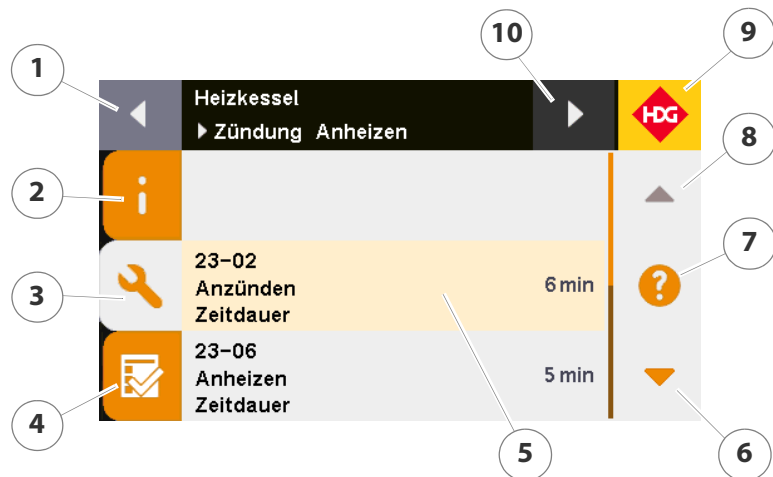 10
9
1
Heizkessel
Zündung Anheizen
HDG
8
2
i
7
23-02
Anzünden
Zeitdauer
6 min
?
3
23-06
Anheizen
Zeitdauer
5 min
4
5
6